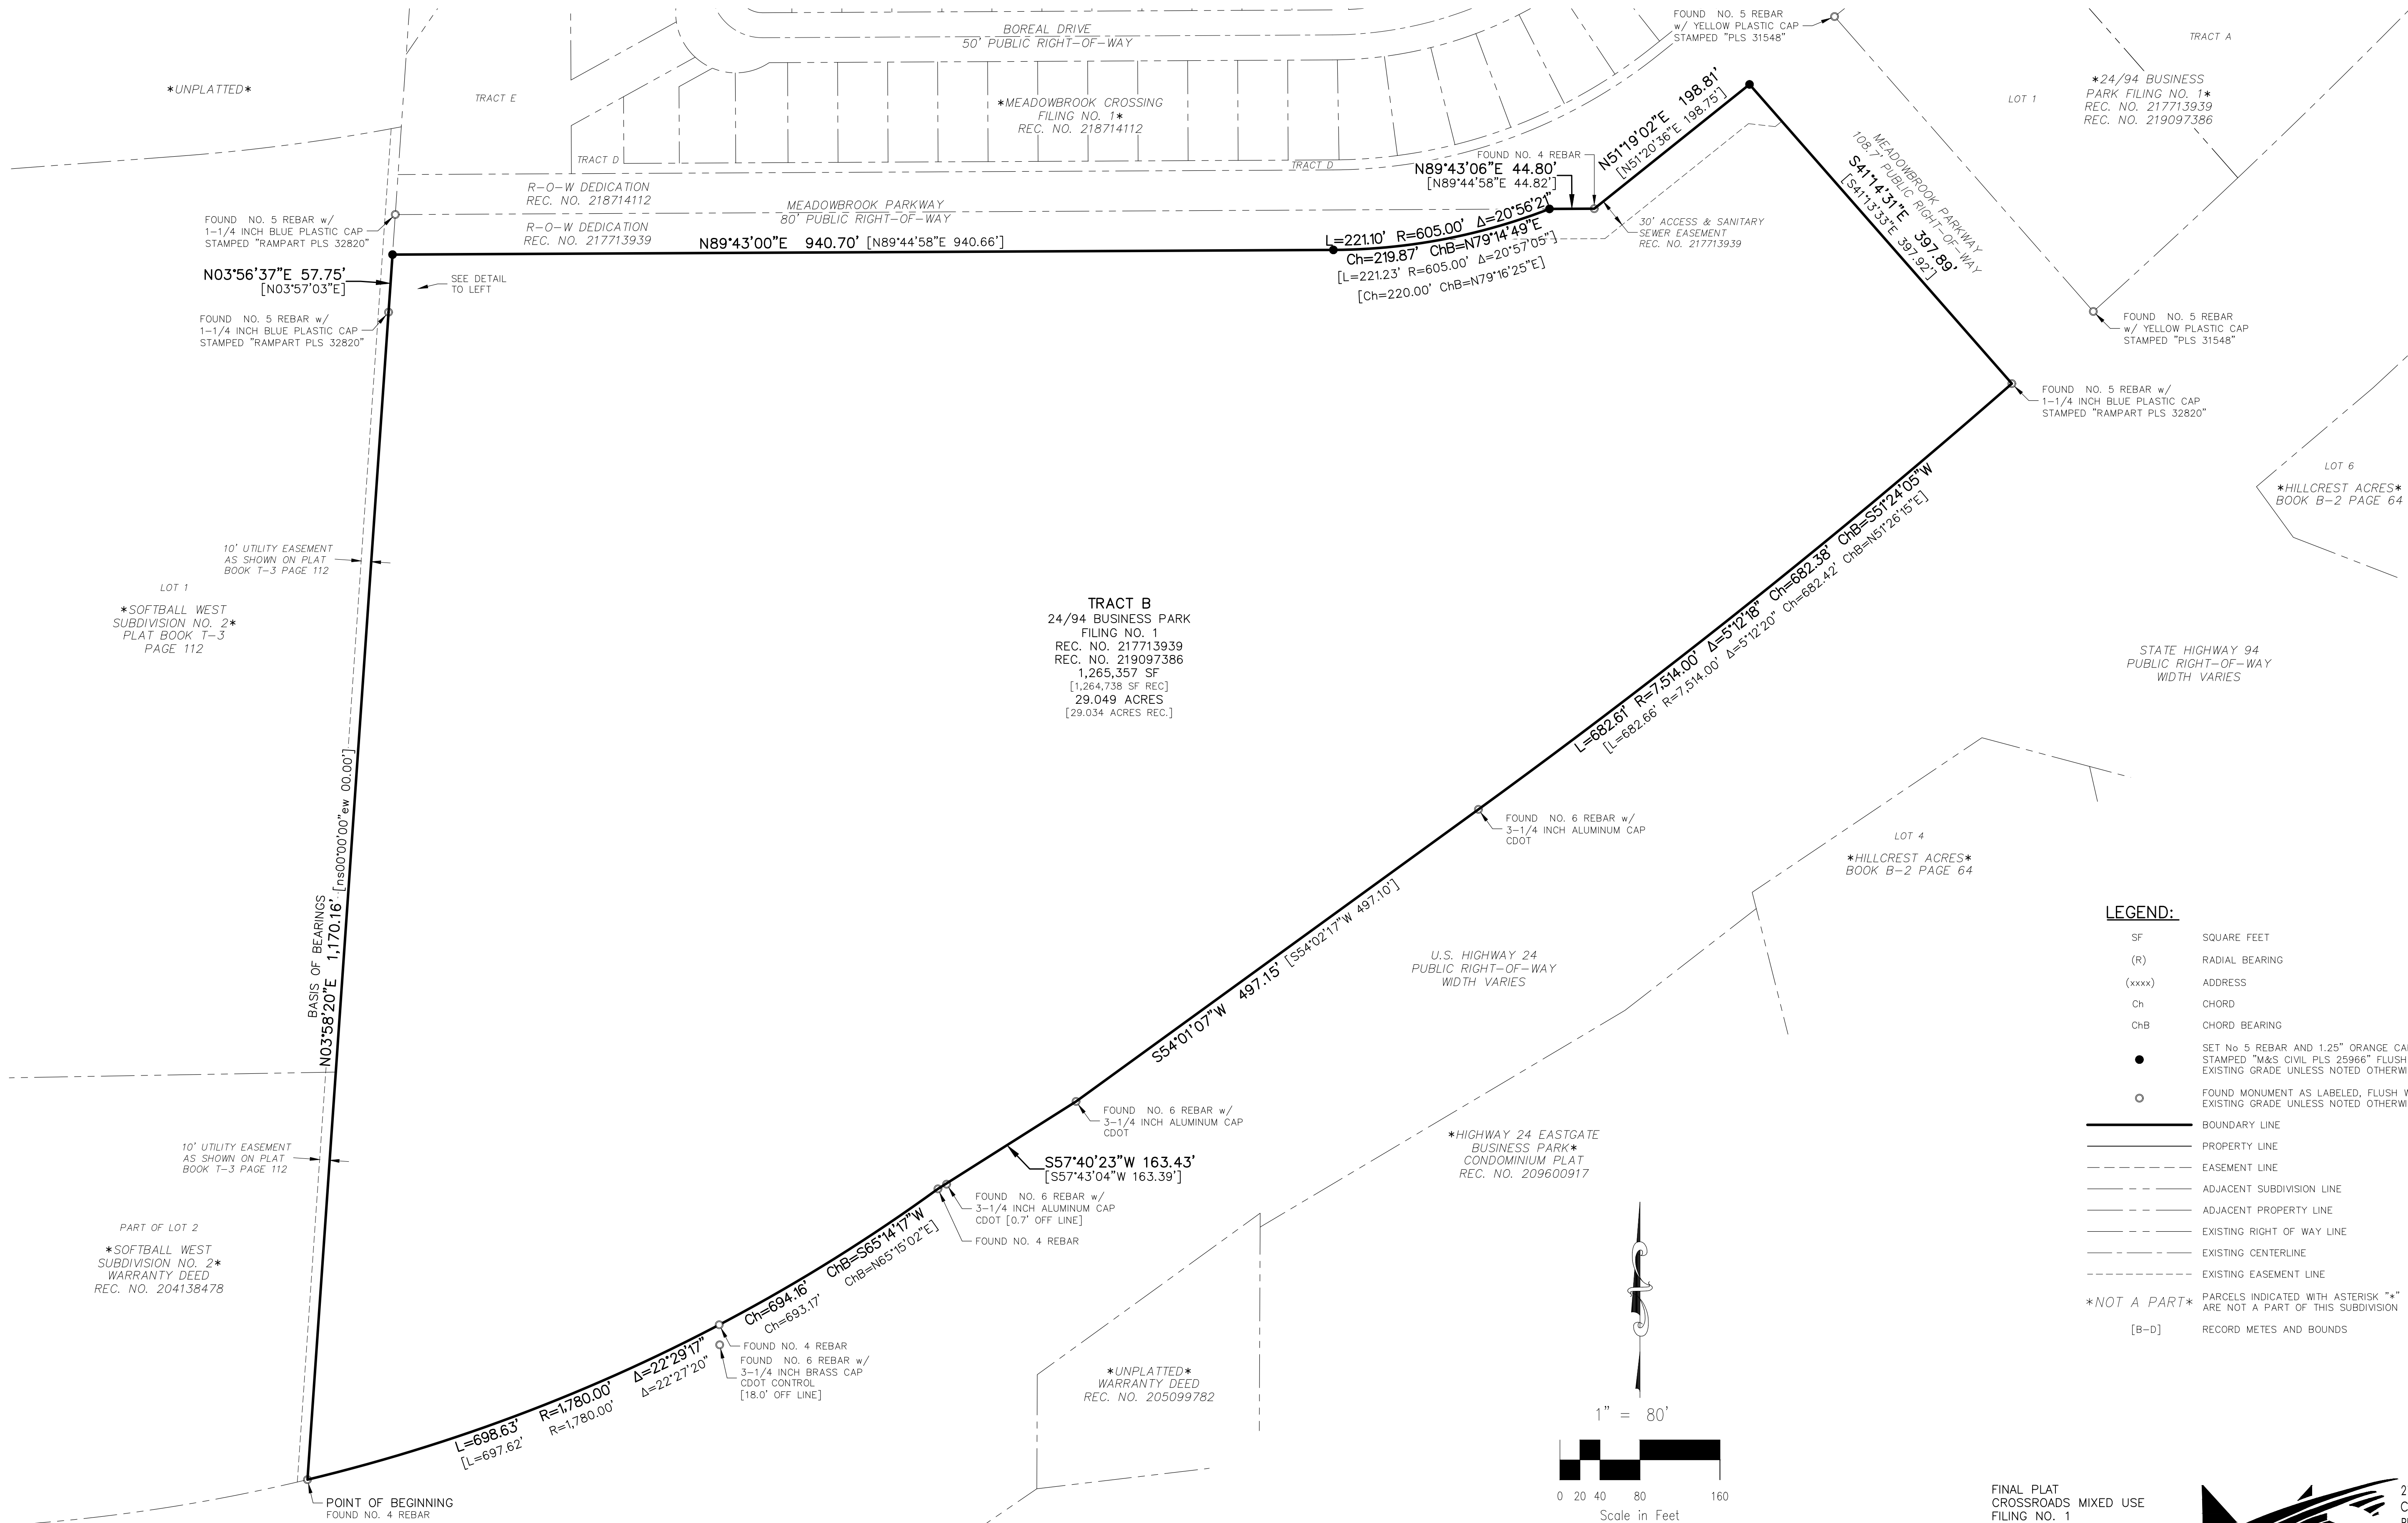 BOREAL DRIVE
50' PUBLIC RIGHT-OF-WAY
FOUND NO. 5 REBAR
w/ YELLOW PLASTIC CAP
STAMPED "PLS 31548"
TRACT A
*UNPLATTED*
TRACT E
*MEADOWBROOK CROSSING
FILING NO. 1*
REC. NO. 218714112
LOT 1
*24/94 BUSINESS
PARK FILING NO. 1*
REC. NO. 217713939
REC. NO. 219097386
TRACT D
TRACT D
FOUND NO. 4 REBAR
N51°19'02"E 198.81'
[N51°20'36"E 198.75']
MEADOWBROOK PARKWAY
108.7' PUBLIC RIGHT-OF-WAY
S41°14'31"E 397.89'
[S41°13'33"E 397.92']
N89°43'06"E 44.80'
[N89°44'58"E 44.82']
R-O-W DEDICATION
REC. NO. 218714112
MEADOWBROOK PARKWAY
80' PUBLIC RIGHT-OF-WAY
R-O-W DEDICATION
REC. NO. 217713939
FOUND NO. 5 REBAR w/
1-1/4 INCH BLUE PLASTIC CAP
STAMPED "RAMPART PLS 32820"
N89°43'00"E 940.70' [N89°44'58"E 940.66']
L=221.10' R=605.00' Δ=20°56'21"
Ch=219.87' ChB=N79°14'49"E
[L=221.23' R=605.00' Δ=20°57'05"]
[Ch=220.00' ChB=N79°16'25"E]
30' ACCESS & SANITARY
SEWER EASEMENT
REC. NO. 217713939
N03°56'37"E 57.75'
[N03°57'03"E]
SEE DETAIL
TO LEFT
FOUND NO. 5 REBAR w/
1-1/4 INCH BLUE PLASTIC CAP
STAMPED "RAMPART PLS 32820"
FOUND NO. 5 REBAR
w/ YELLOW PLASTIC CAP
STAMPED "PLS 31548"
FOUND NO. 5 REBAR w/
1-1/4 INCH BLUE PLASTIC CAP
STAMPED "RAMPART PLS 32820"
LOT 6
*HILLCREST ACRES*
BOOK B-2 PAGE 64
10' UTILITY EASEMENT
AS SHOWN ON PLAT
BOOK T-3 PAGE 112
LOT 1
*SOFTBALL WEST
SUBDIVISION NO. 2*
PLAT BOOK T-3
PAGE 112
TRACT B
24/94 BUSINESS PARK
FILING NO. 1
REC. NO. 217713939
REC. NO. 219097386
1,265,357 SF
[1,264,738 SF REC]
29.049 ACRES
[29.034 ACRES REC.]
L=682.61' R=7,514.00' Δ=5°12'18" Ch=682.38' ChB=S51°24'05"W
[L=682.66' R=7,514.00' Δ=5°12'20" Ch=682.42' ChB=N51°26'15"E]
STATE HIGHWAY 94
PUBLIC RIGHT-OF-WAY
WIDTH VARIES
BASIS OF BEARINGS
N03°58'20"E 1,170.16' [ns00°00'00"ew 00.00']
FOUND NO. 6 REBAR w/
3-1/4 INCH ALUMINUM CAP
CDOT
LOT 4
*HILLCREST ACRES*
BOOK B-2 PAGE 64
S54°01'07"W 497.15' [S54°02'17"W 497.10']
U.S. HIGHWAY 24
PUBLIC RIGHT-OF-WAY
WIDTH VARIES
FOUND NO. 6 REBAR w/
3-1/4 INCH ALUMINUM CAP
CDOT
S57°40'23"W 163.43'
[S57°43'04"W 163.39']
FOUND NO. 6 REBAR w/
3-1/4 INCH ALUMINUM CAP
CDOT [0.7' OFF LINE]
FOUND NO. 4 REBAR
*HIGHWAY 24 EASTGATE
BUSINESS PARK*
CONDOMINIUM PLAT
REC. NO. 209600917
10' UTILITY EASEMENT
AS SHOWN ON PLAT
BOOK T-3 PAGE 112
PART OF LOT 2
*SOFTBALL WEST
SUBDIVISION NO. 2*
WARRANTY DEED
REC. NO. 204138478
L=698.63' R=1,780.00' Δ=22°29'17" Ch=694.16' ChB=S65°14'17"W
[L=697.62' R=1,780.00' Δ=22°27'20" Ch=693.17' ChB=N65°15'02"E]
FOUND NO. 4 REBAR
FOUND NO. 6 REBAR w/
3-1/4 INCH BRASS CAP
CDOT CONTROL
[18.0' OFF LINE]
*UNPLATTED*
WARRANTY DEED
REC. NO. 205099782
POINT OF BEGINNING
FOUND NO. 4 REBAR
1" = 80'
0 20 40 80 160
Scale in Feet
LEGEND:
SF SQUARE FEET
(R) RADIAL BEARING
(xxxx) ADDRESS
Ch CHORD
ChB CHORD BEARING
SET No 5 REBAR AND 1.25" ORANGE CA
STAMPED "M&S CIVIL PLS 25966" FLUSH
EXISTING GRADE UNLESS NOTED OTHERWI
FOUND MONUMENT AS LABELED, FLUSH W
EXISTING GRADE UNLESS NOTED OTHERWI
BOUNDARY LINE
PROPERTY LINE
EASEMENT LINE
ADJACENT SUBDIVISION LINE
ADJACENT PROPERTY LINE
EXISTING RIGHT OF WAY LINE
EXISTING CENTERLINE
EXISTING EASEMENT LINE
*NOT A PART* PARCELS INDICATED WITH ASTERISK "*"
ARE NOT A PART OF THIS SUBDIVISION
[B-D] RECORD METES AND BOUNDS
FINAL PLAT
CROSSROADS MIXED USE
FILING NO. 1